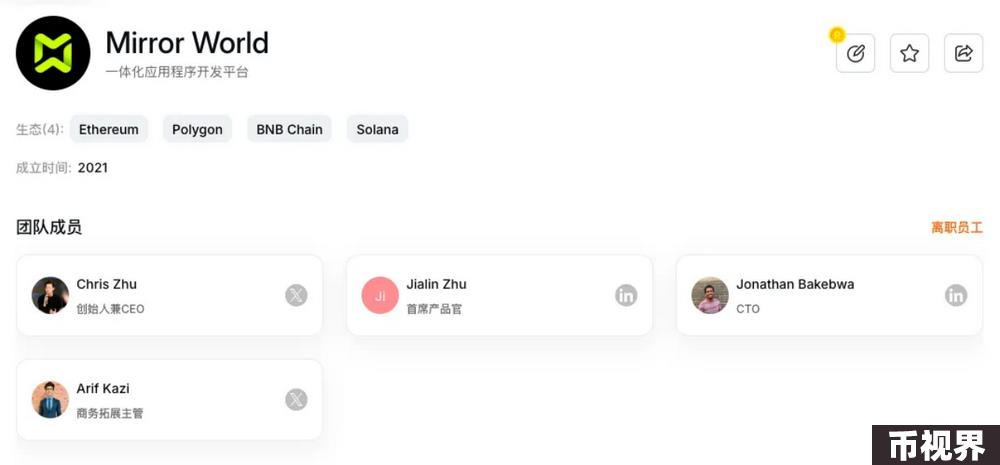 Mirror World
一体化应用程序开发平台
生态(4): Ethereum Polygon BNB Chain Solana
成立时间: 2021
团队成员 离职员工
Chris Zhu
创始人兼CEO
Ji
Jialin Zhu
首席产品官
in
Jonathan Bakebwa
CTO
in
Arif Kazi
商务拓展主管
币视界